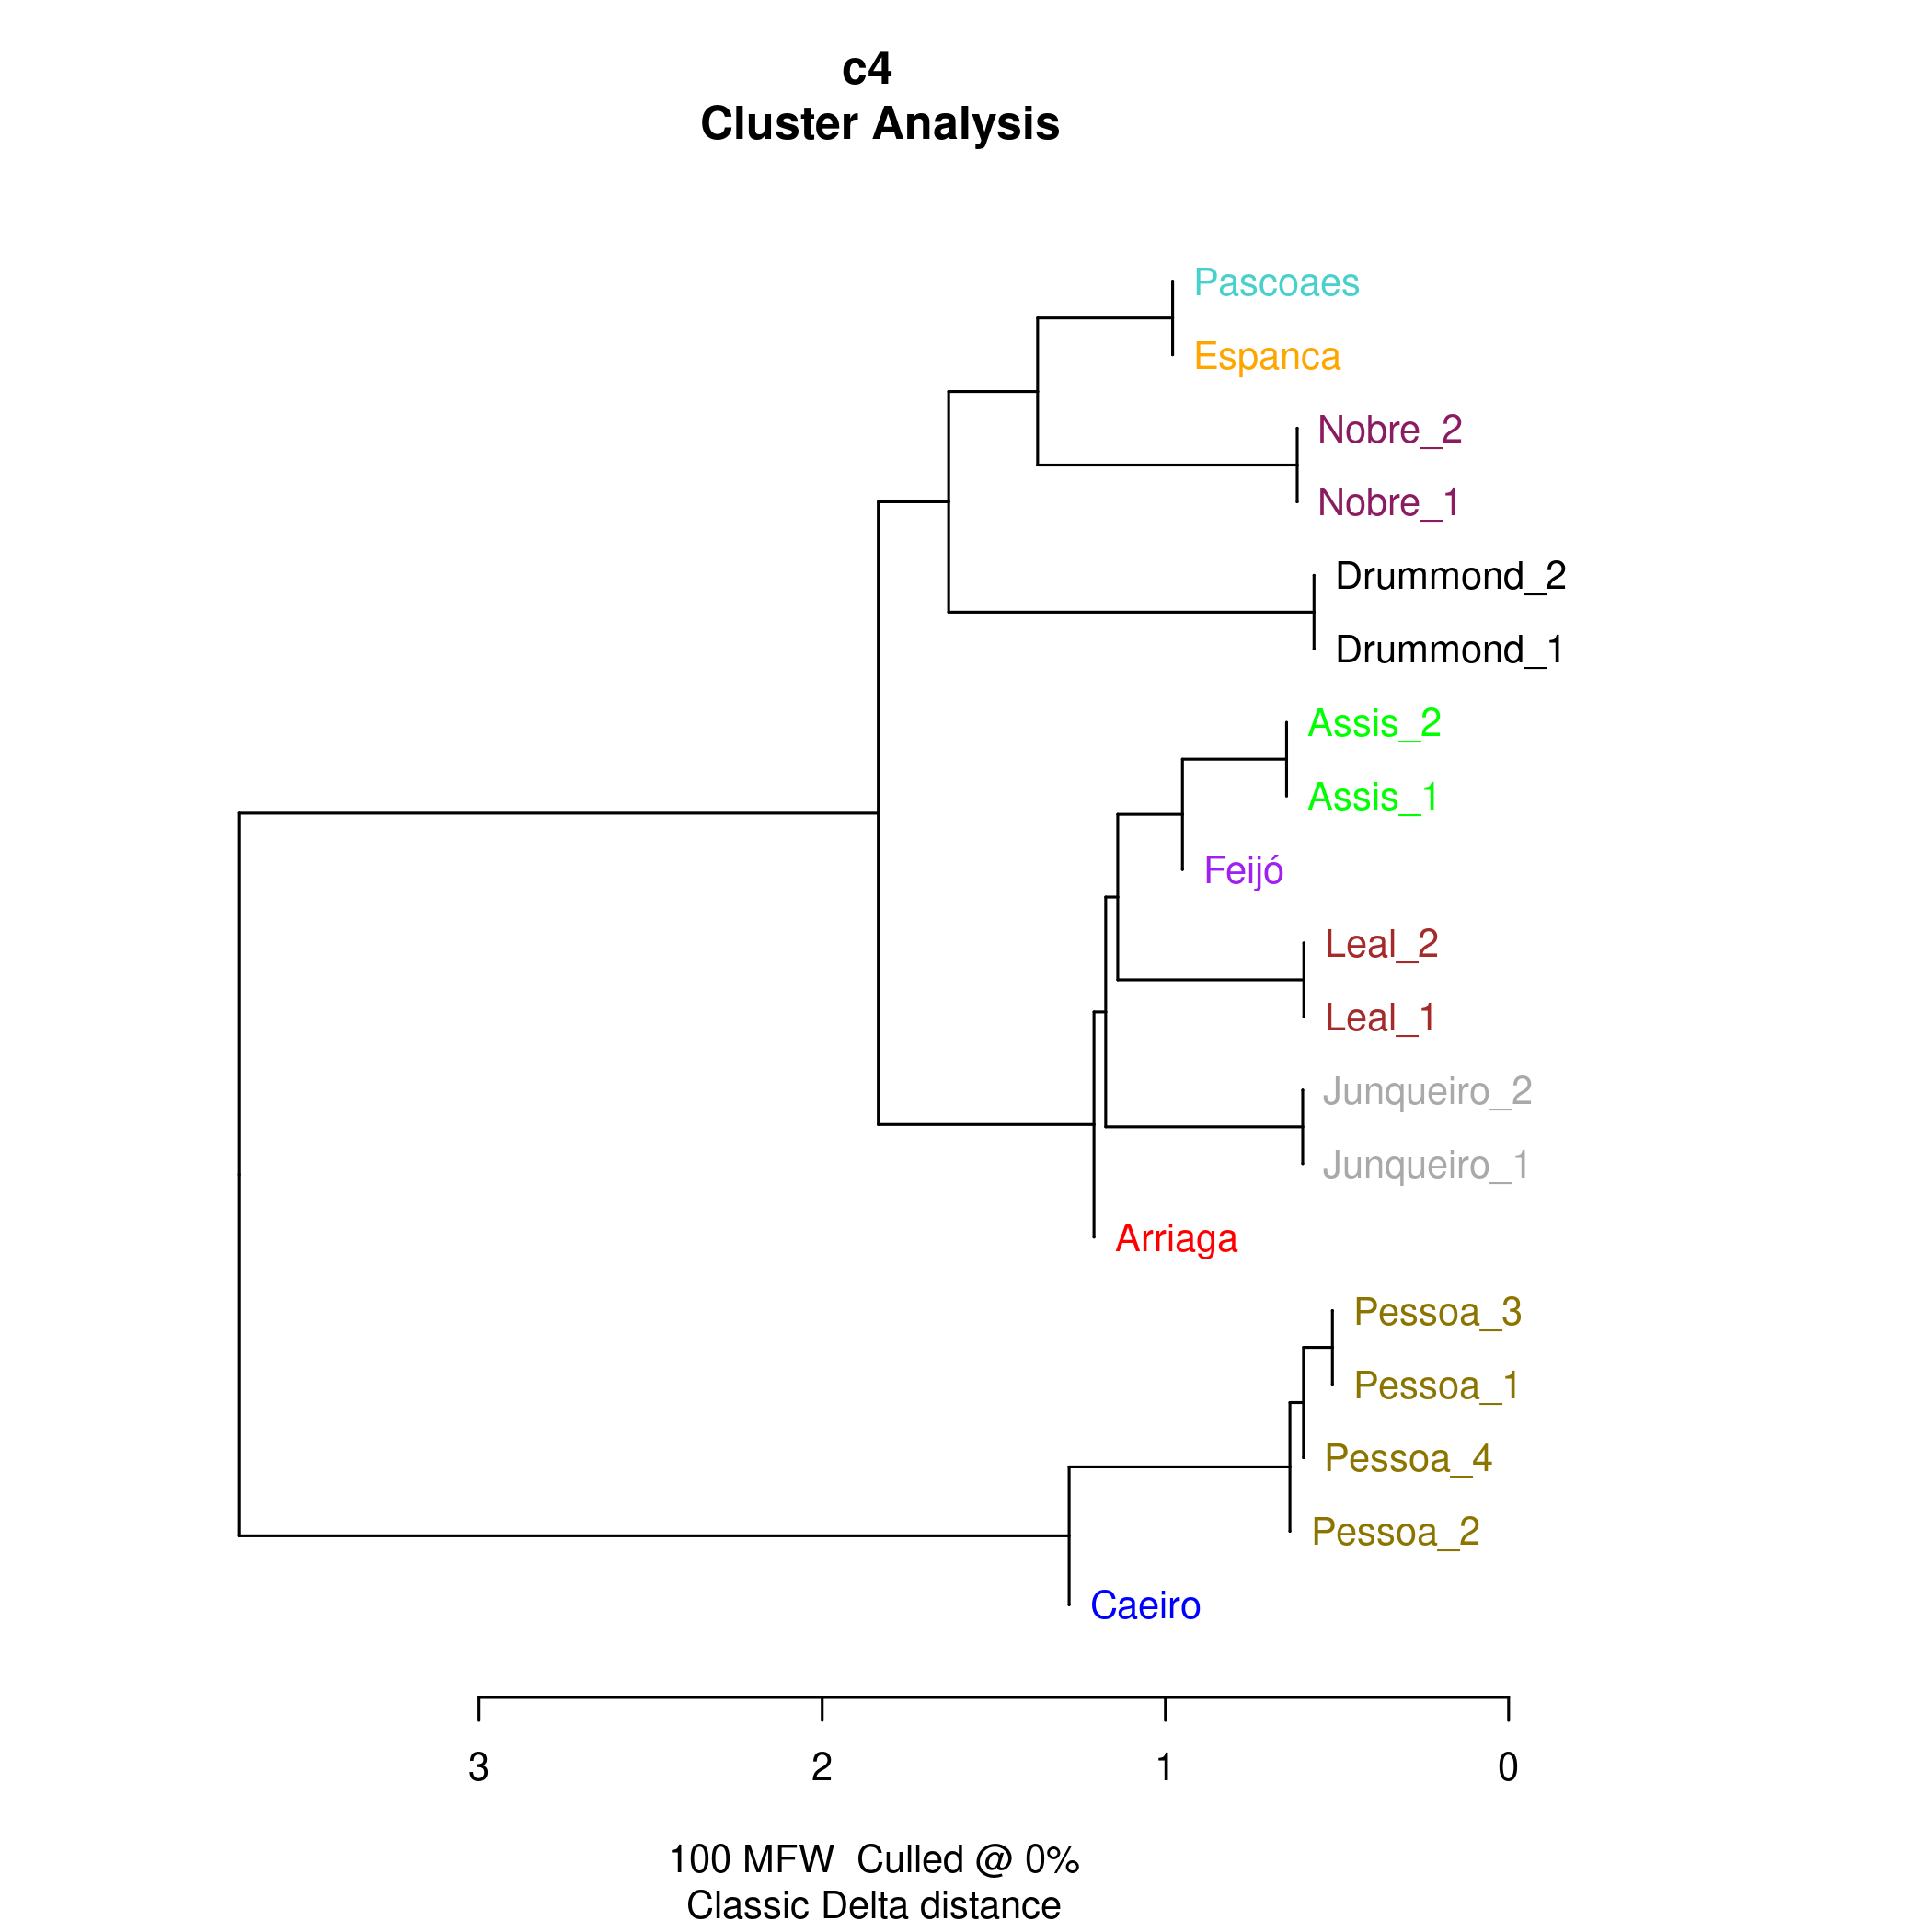 c4
Cluster Analysis
Pascoaes
Espanca
Nobre_2
Nobre_1
Drummond_2
Drummond_1
Assis_2
Assis_1
Feijó
Leal_2
Leal_1
Junqueiro_2
Junqueiro_1
Arriaga
Pessoa_3
Pessoa_1
Pessoa_4
Pessoa_2
Caeiro
3 2 1 0
100 MFW  Culled @ 0%
Classic Delta distance